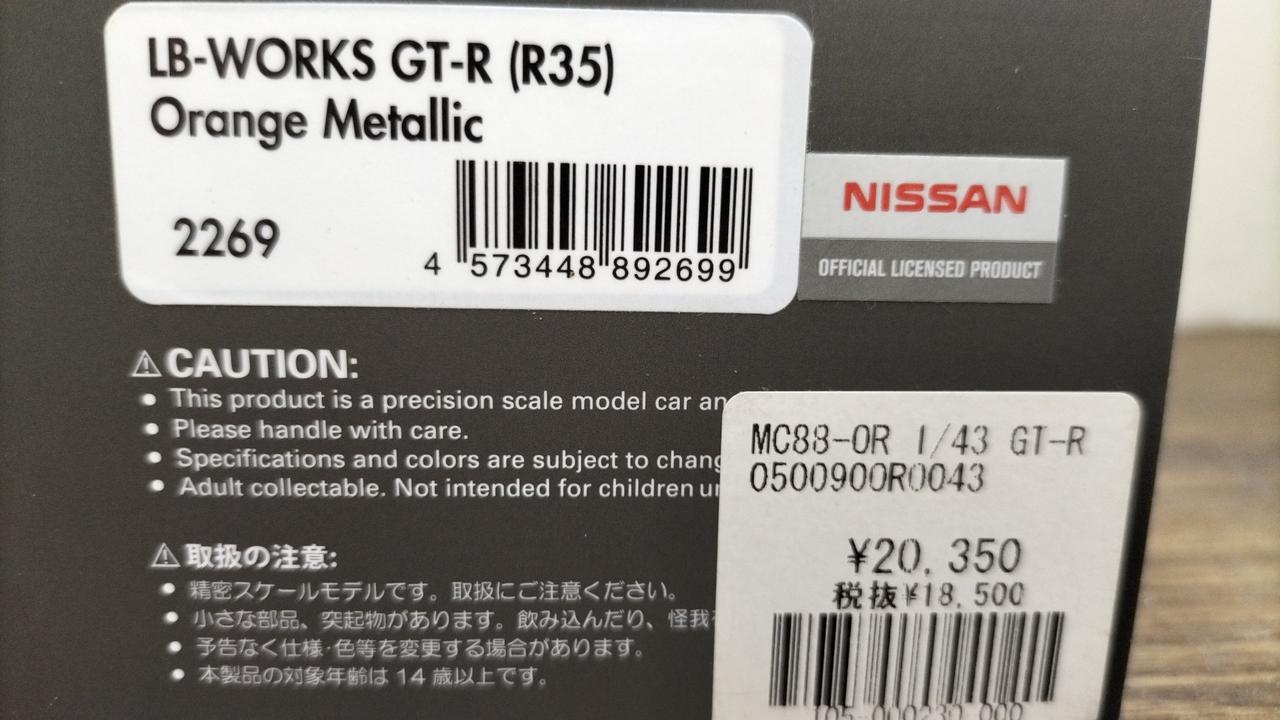 LB-WORKS GT-R (R35)
Orange Metallic
2269
4 573448 892699
NISSAN
OFFICIAL LICENSED PRODUCT
⚠CAUTION:
• This product is a precision scale model car an
• Please handle with care.
• Specifications and colors are subject to chang
• Adult collectable. Not intended for children un
⚠取扱の注意:
• 精密スケールモデルです。取扱にご注意ください。
• 小さな部品、突起物があります。飲み込んだり、怪我
• 予告なく仕様·色等を変更する場合があります。
• 本製品の対象年齢は 14 歳以上です。
MC88-OR 1/43 GT-R
0500900R0043
¥20,350
税抜¥18,500